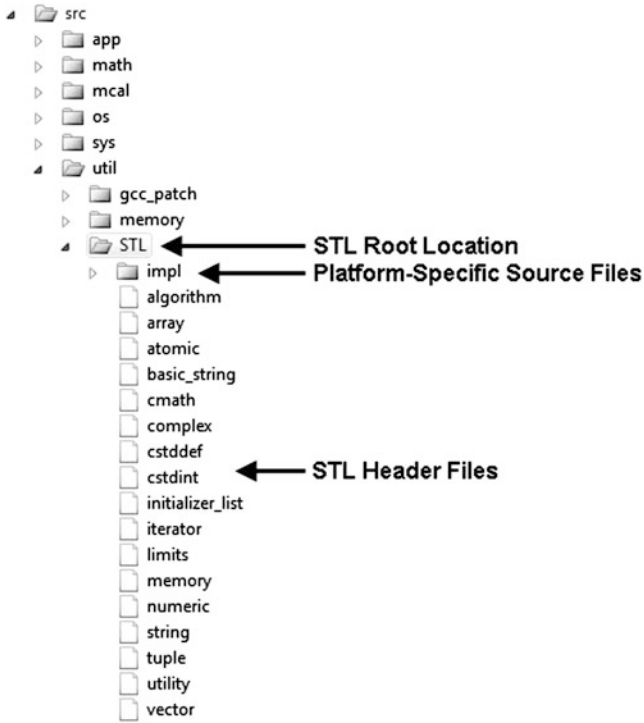 src
app
math
mcal
os
sys
util
gcc_patch
memory
STL STL Root Location
impl Platform-Specific Source Files
algorithm
array
atomic
basic_string
cmath
complex
cstddef
cstdint STL Header Files
initializer_list
iterator
limits
memory
numeric
string
tuple
utility
vector